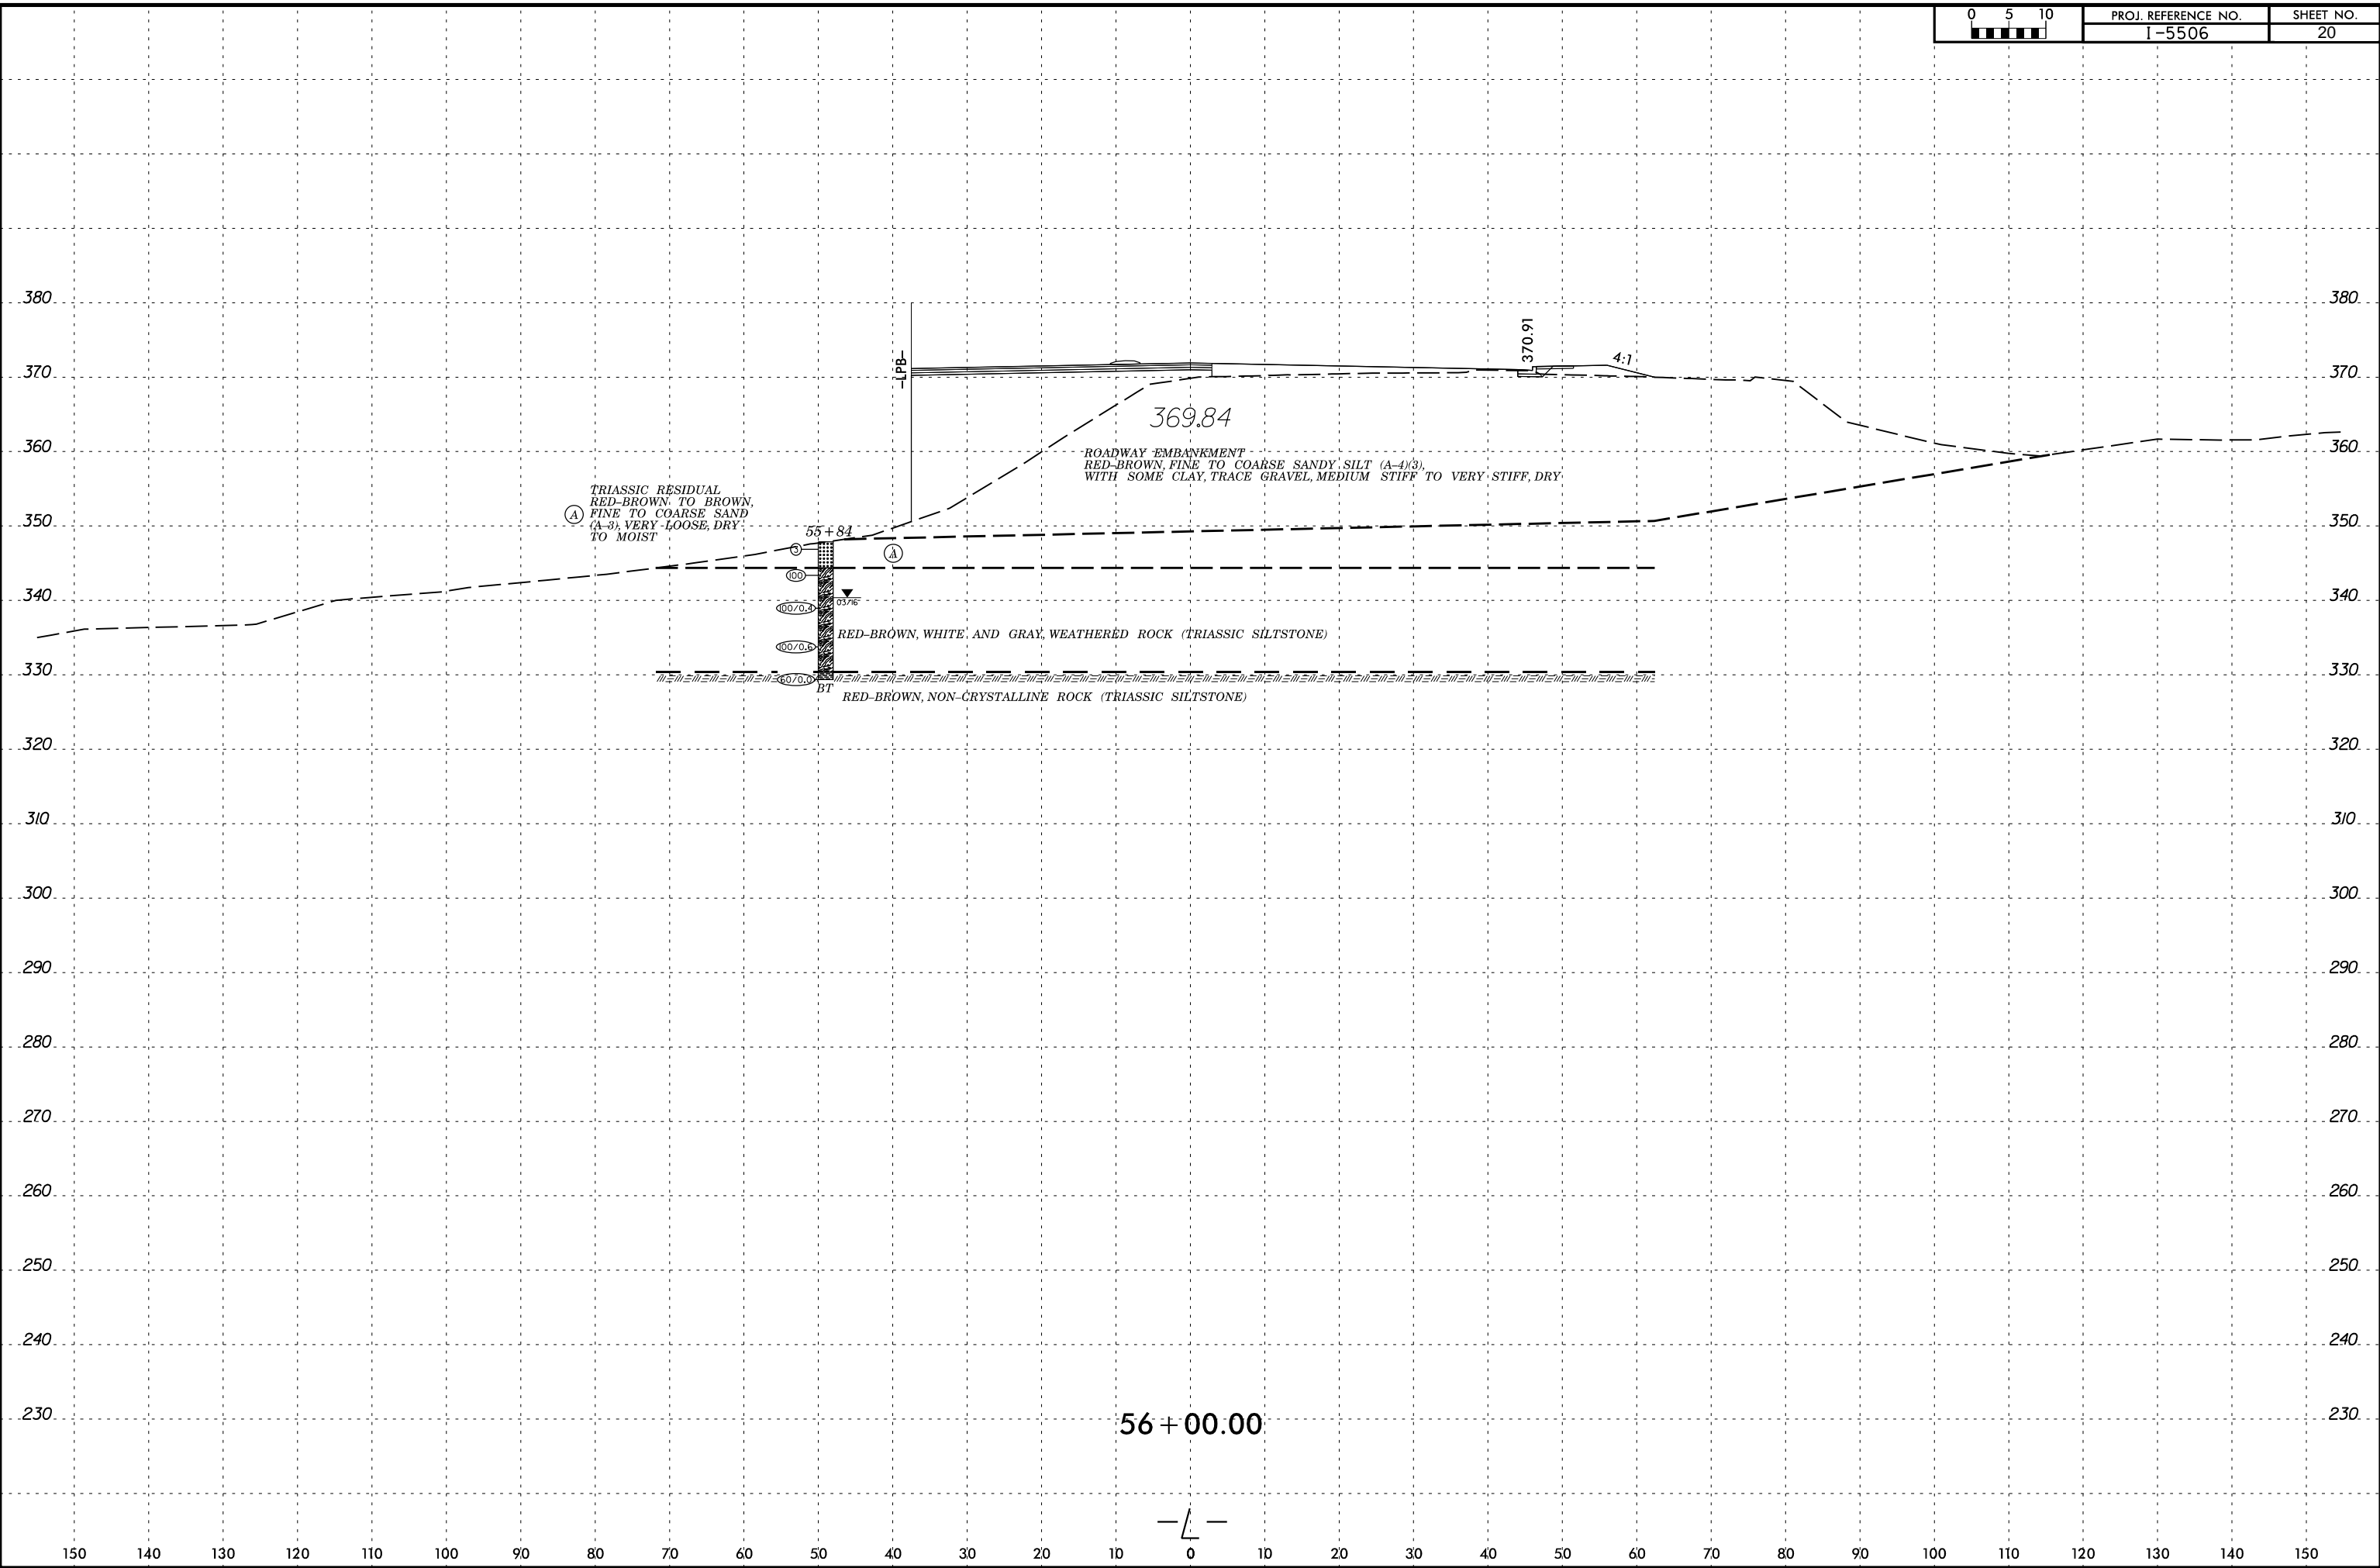 0 5 10
PROJ. REFERENCE NO.
SHEET NO.
I-5506
20
380 380
-LPB-
370.91
4:1
370 370
369.84
360 360
ROADWAY EMBANKMENT
RED-BROWN, FINE TO COARSE SANDY SILT (A-4)(3),
WITH SOME CLAY, TRACE GRAVEL, MEDIUM STIFF TO VERY STIFF, DRY
A
TRIASSIC RESIDUAL
RED-BROWN TO BROWN,
FINE TO COARSE SAND
(A-3), VERY LOOSE, DRY
TO MOIST
350 350
55+84
3
A
100
340 340
100/0.4
03/16
100/0.6
RED-BROWN, WHITE AND GRAY, WEATHERED ROCK (TRIASSIC SILTSTONE)
330 330
60/0.0
BT
RED-BROWN, NON-CRYSTALLINE ROCK (TRIASSIC SILTSTONE)
320 320
310 310
300 300
290 290
280 280
270 270
260 260
250 250
240 240
230 230
56+00.00
-L-
150 140 130 120 110 100 90 80 70 60 50 40 30 20 10 0 10 20 30 40 50 60 70 80 90 100 110 120 130 140 150